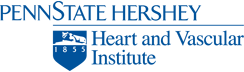 PENNSTATE HERSHEY
1855
Heart and Vascular
Institute